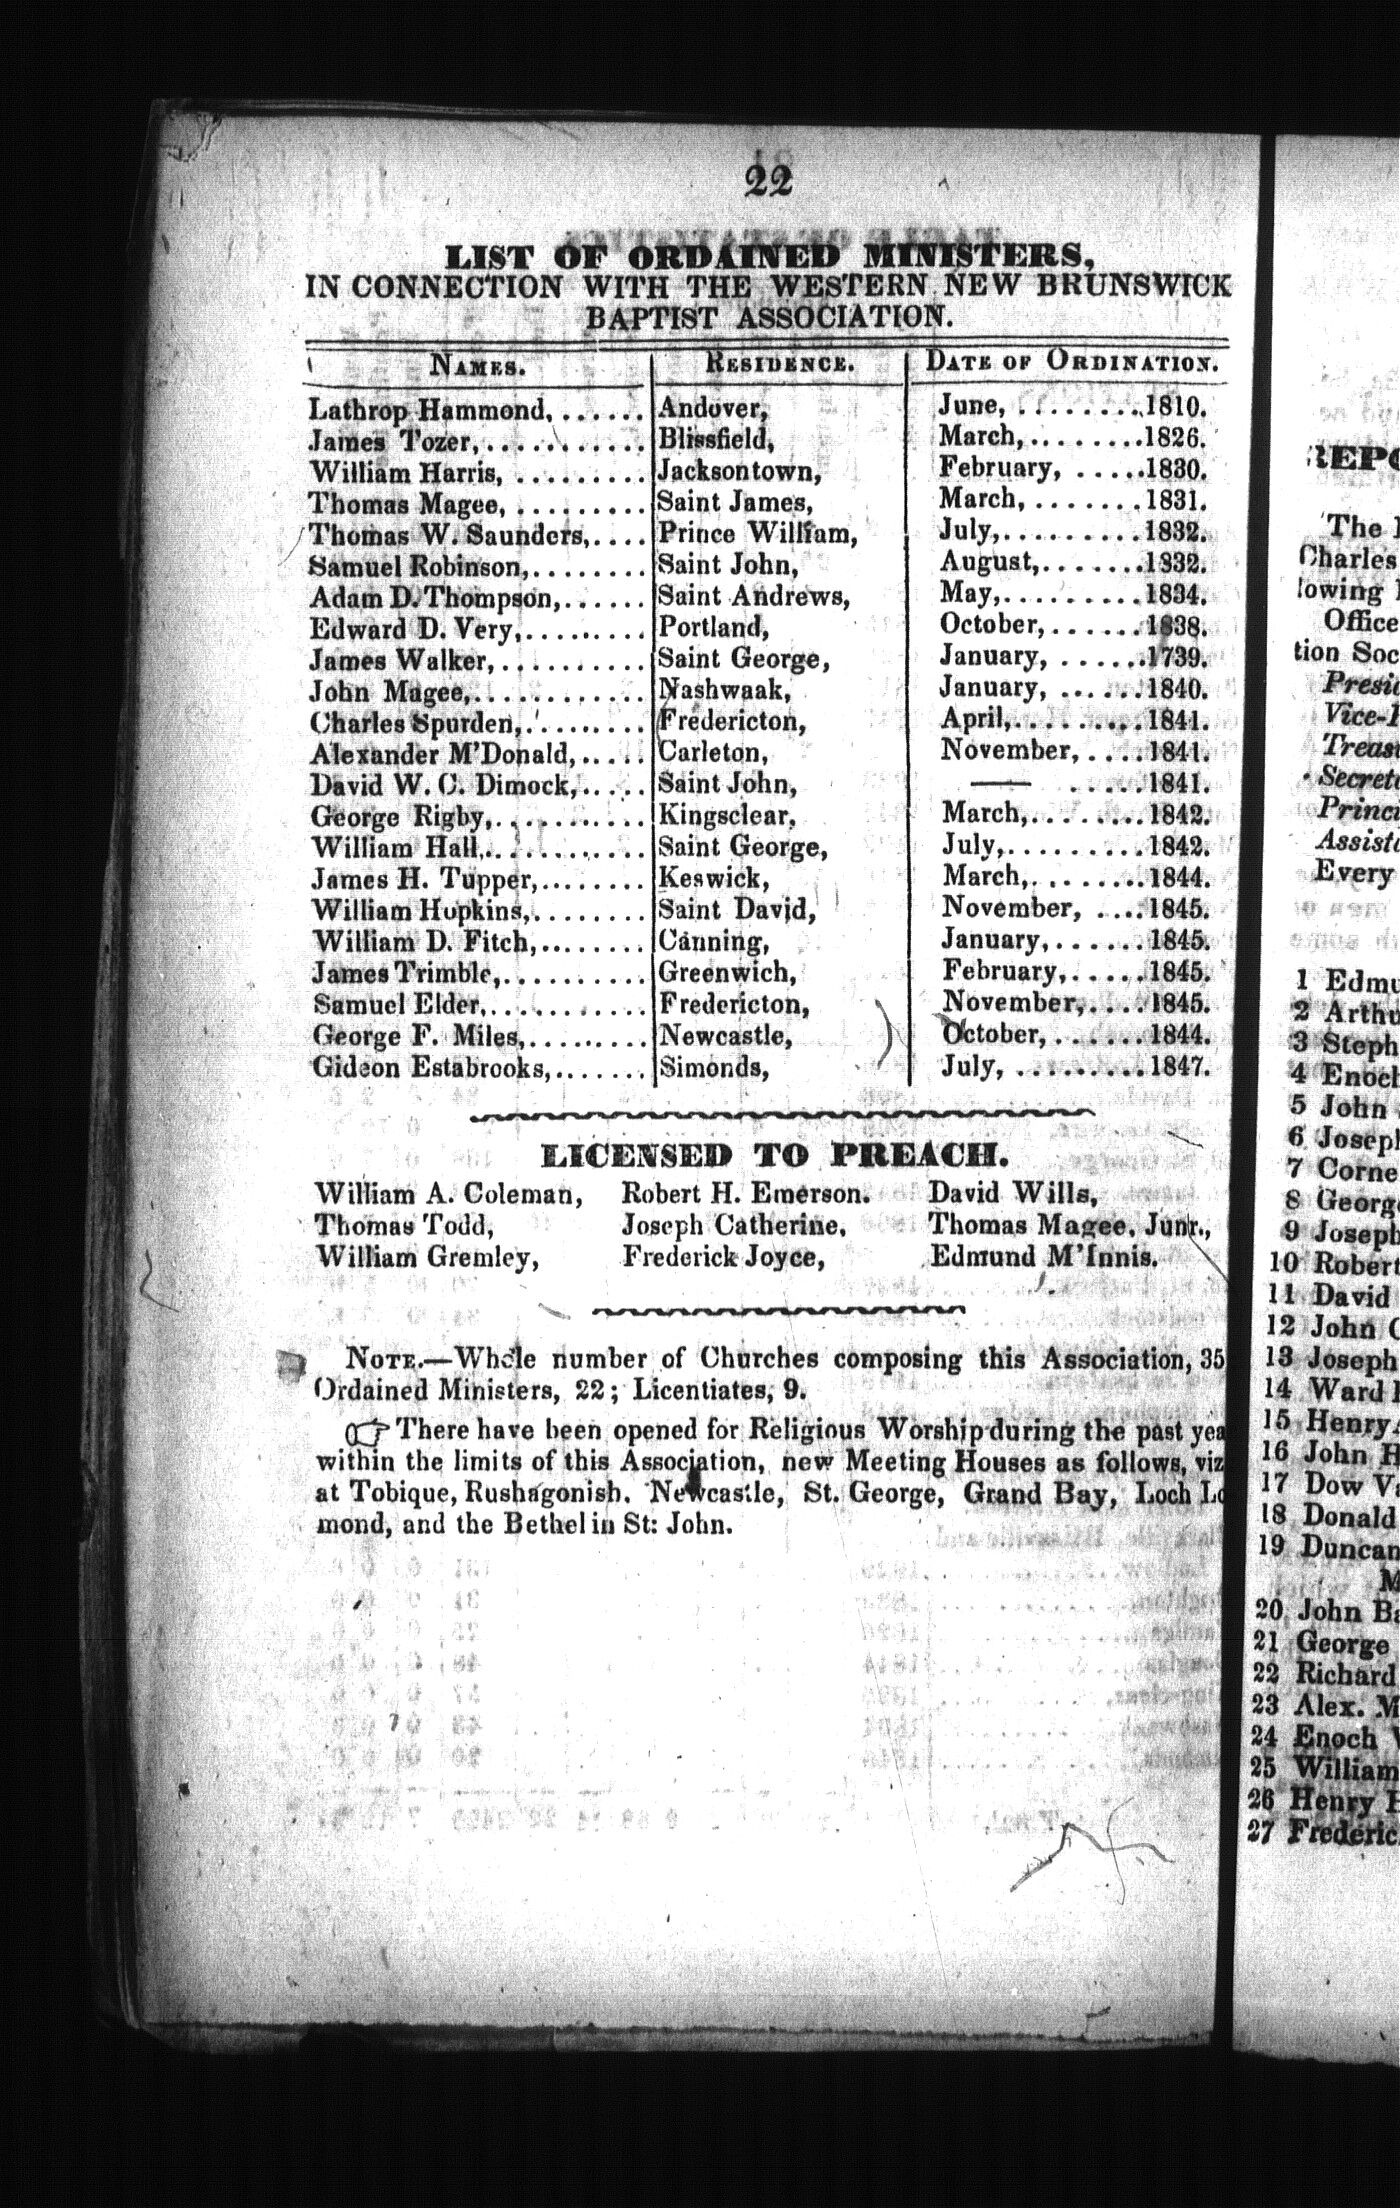 22
LIST OF ORDAINED MINISTERS,
IN CONNECTION WITH THE WESTERN NEW BRUNSWICK
BAPTIST ASSOCIATION.
NAMES. RESIDENCE. DATE OF ORDINATION.
Lathrop Hammond,...... Andover, June, .........1810.
James Tozer,........... Blissfield, March,.........1826.
William Harris, ......... Jacksontown, February, .....1830.
Thomas Magee, ......... Saint James, March, ........1831.
Thomas W. Saunders,.... Prince William, July,..........1832.
Samuel Robinson,........ Saint John, August,.......1832.
Adam D. Thompson,...... Saint Andrews, May,..........1834.
Edward D. Very,......... Portland, October,......1838.
James Walker,.......... Saint George, January, ......1739.
John Magee,............ Nashwaak, January, ......1840.
Charles Spurden,......... Fredericton, April,.........1841.
Alexander M'Donald,..... Carleton, November,....1841.
David W. C. Dimock,..... Saint John, — .....1841.
George Rigby,........... Kingsclear, March,........1842.
William Hall,............ Saint George, July,..........1842.
James H. Tupper,........ Keswick, March,........1844.
William Hopkins,........ Saint David, November, ....1845.
William D. Fitch,........ Canning, January,......1845.
James Trimble,.......... Greenwich, February,.....1845.
Samuel Elder,........... Fredericton, November,....1845.
George F. Miles,......... Newcastle, October,......1844.
Gideon Estabrooks,....... Simonds, July, .........1847.
LICENSED TO PREACH.
William A. Coleman, Robert H. Emerson. David Wills,
Thomas Todd, Joseph Catherine, Thomas Magee, Junr.,
William Gremley, Frederick Joyce, Edmund M'Innis.
NOTE.—Whole number of Churches composing this Association, 35
Ordained Ministers, 22; Licentiates, 9.
☞ There have been opened for Religious Worship during the past yea
within the limits of this Association, new Meeting Houses as follows, viz
at Tobique, Rushagonish, Newcastle, St. George, Grand Bay, Loch Lo
mond, and the Bethel in St: John.
REPO
The
Charles
lowing
Office
tion Soc
Presid
Vice-P
Treasu
Secreta
Princi
Assista
Every
1 Edmu
2 Arthu
3 Steph
4 Enoch
5 John
6 Joseph
7 Corne
8 George
9 Joseph
10 Robert
11 David
12 John C
13 Joseph
14 Ward
15 Henry
16 John H
17 Dow Va
18 Donald
19 Duncan
M
20 John Ba
21 George
22 Richard
23 Alex. M
24 Enoch
25 William
26 Henry
27 Frederic